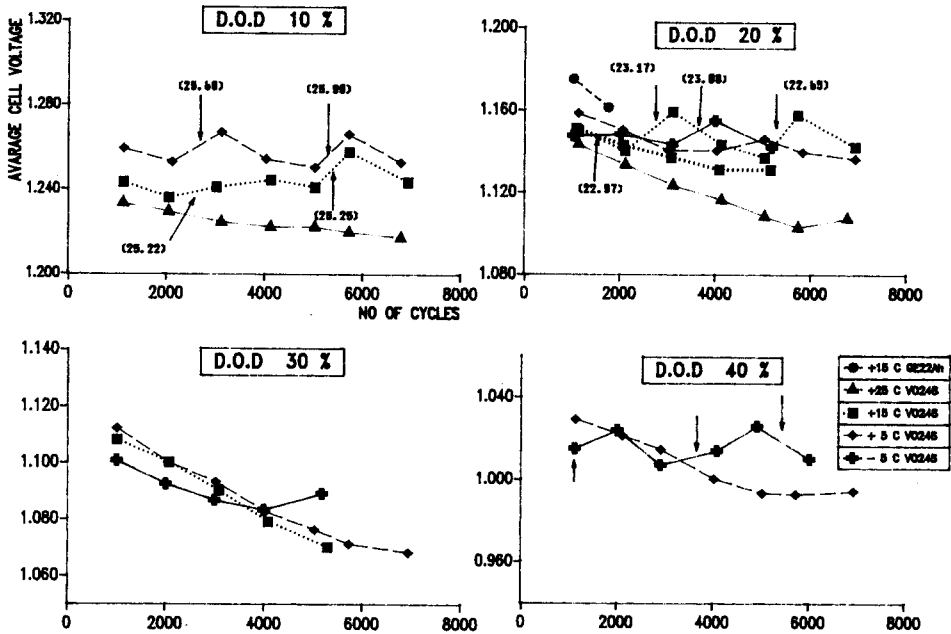 AVARAGE CELL VOLTAGE
D.O.D 10 %
1.320
1.280
1.240
1.200
(25.22)
(25.25)
0 2000 4000 6000 8000
NO OF CYCLES
D.O.D 20 %
1.200
1.160
1.120
1.080
(23.17)
(22.97)
0 2000 4000 6000 8000
D.O.D 30 %
1.140
1.120
1.100
1.080
1.060
0 2000 4000 6000 8000
D.O.D 40 %
1.040
1.000
0.960
0 2000 4000 6000 8000
+15 C GE22Ah
+25 C VO24S
+15 C VO24S
+ 5 C VO24S
- 5 C VO24S